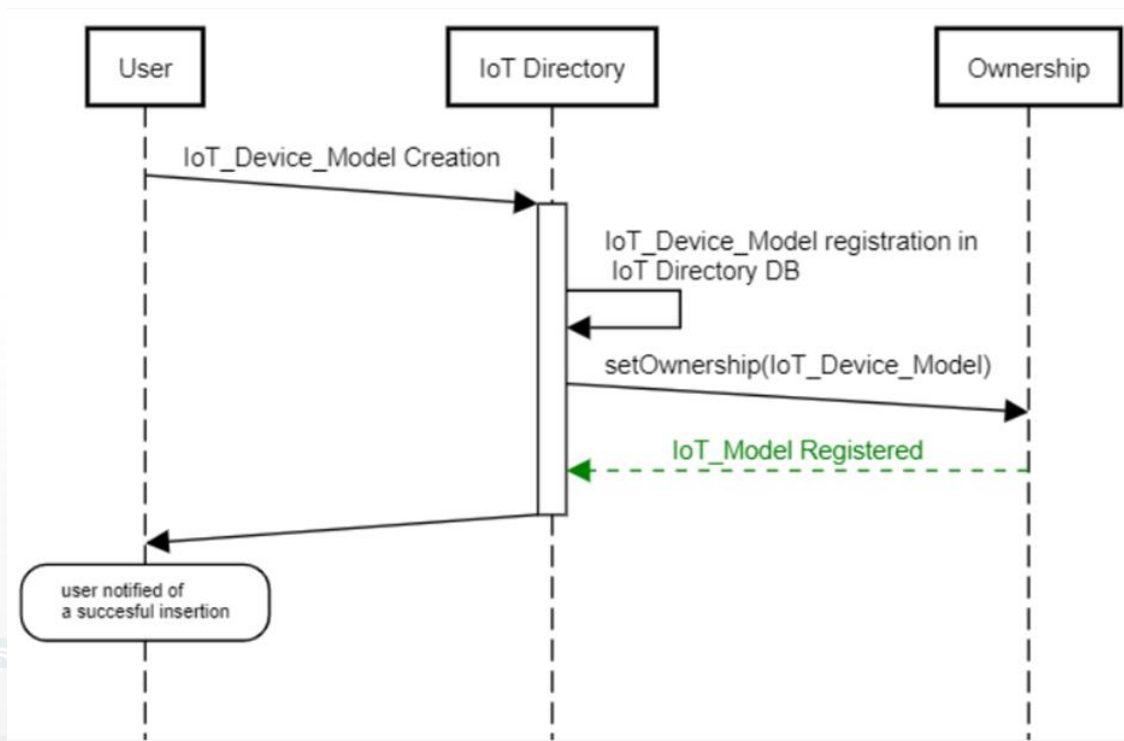 User
IoT Directory
Ownership
IoT_Device_Model Creation
IoT_Device_Model registration in
IoT Directory DB
setOwnership(IoT_Device_Model)
IoT_Model Registered
user notified of
a succesful insertion